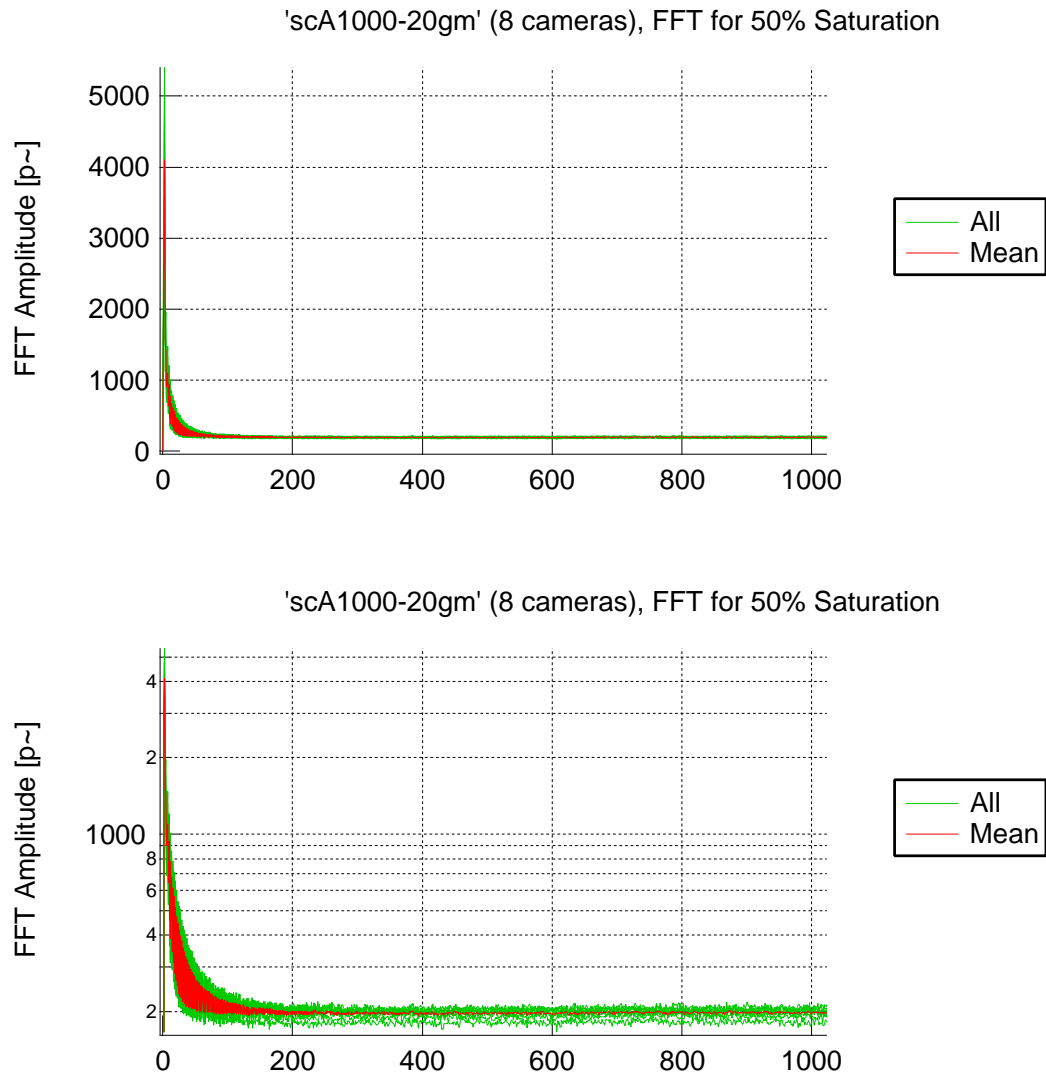 'scA1000-20gm' (8 cameras), FFT for 50% Saturation
FFT Amplitude [p~]
5000
4000
3000
2000
1000
0
0 200 400 600 800 1000
All
Mean
'scA1000-20gm' (8 cameras), FFT for 50% Saturation
FFT Amplitude [p~]
4
2
1000
8
6
4
2
0 200 400 600 800 1000
All
Mean